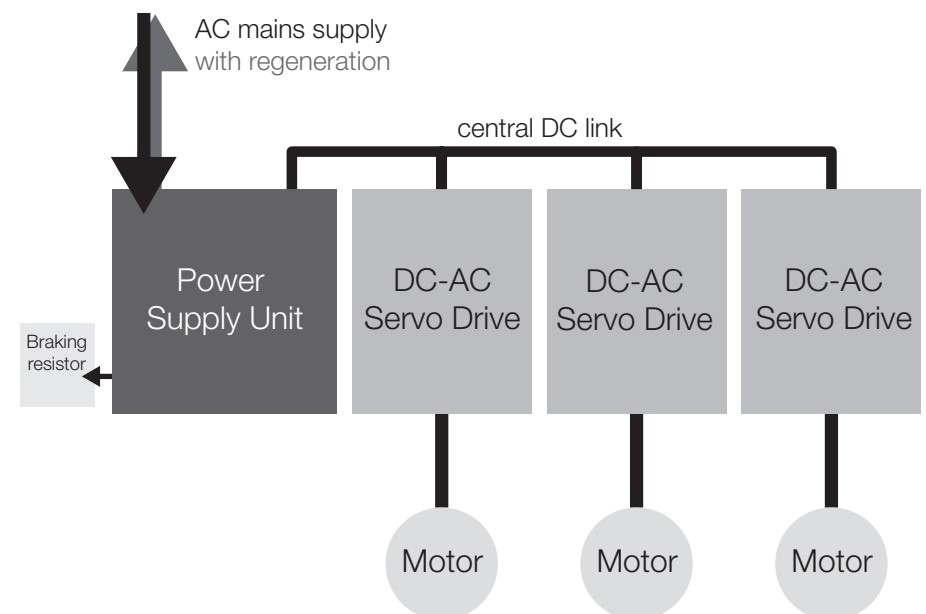 AC mains supply
with regeneration
central DC link
Power
Supply Unit
DC-AC
Servo Drive
DC-AC
Servo Drive
DC-AC
Servo Drive
Braking
resistor
Motor
Motor
Motor